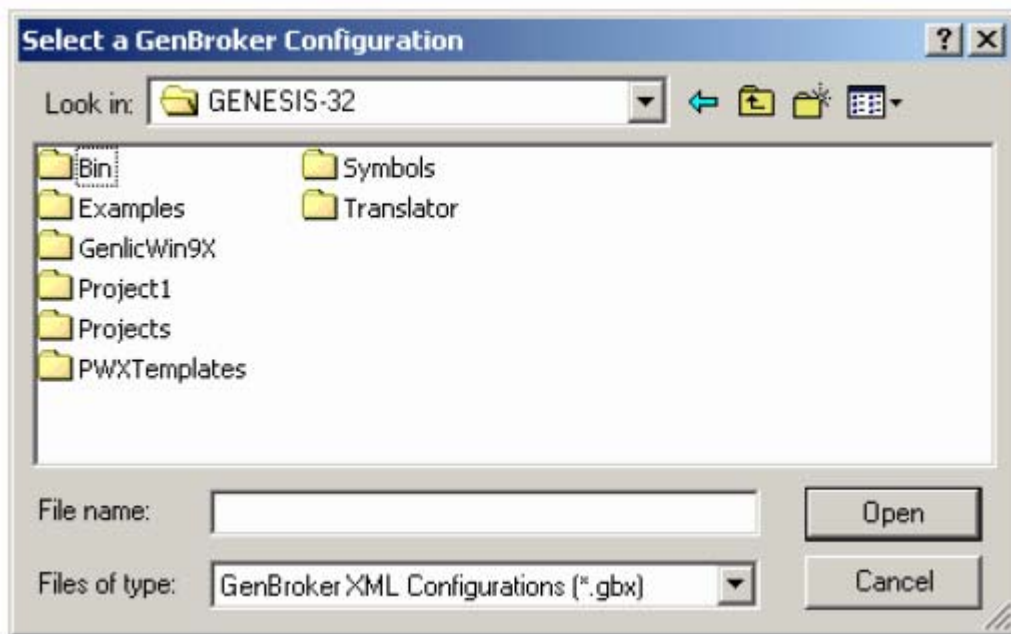 Select a GenBroker Configuration
Look in: GENESIS-32
Bin
Examples
GenlicWin9X
Project1
Projects
PWXTemplates
Symbols
Translator
File name:
Open
Files of type: GenBroker XML Configurations (*.gbx)
Cancel